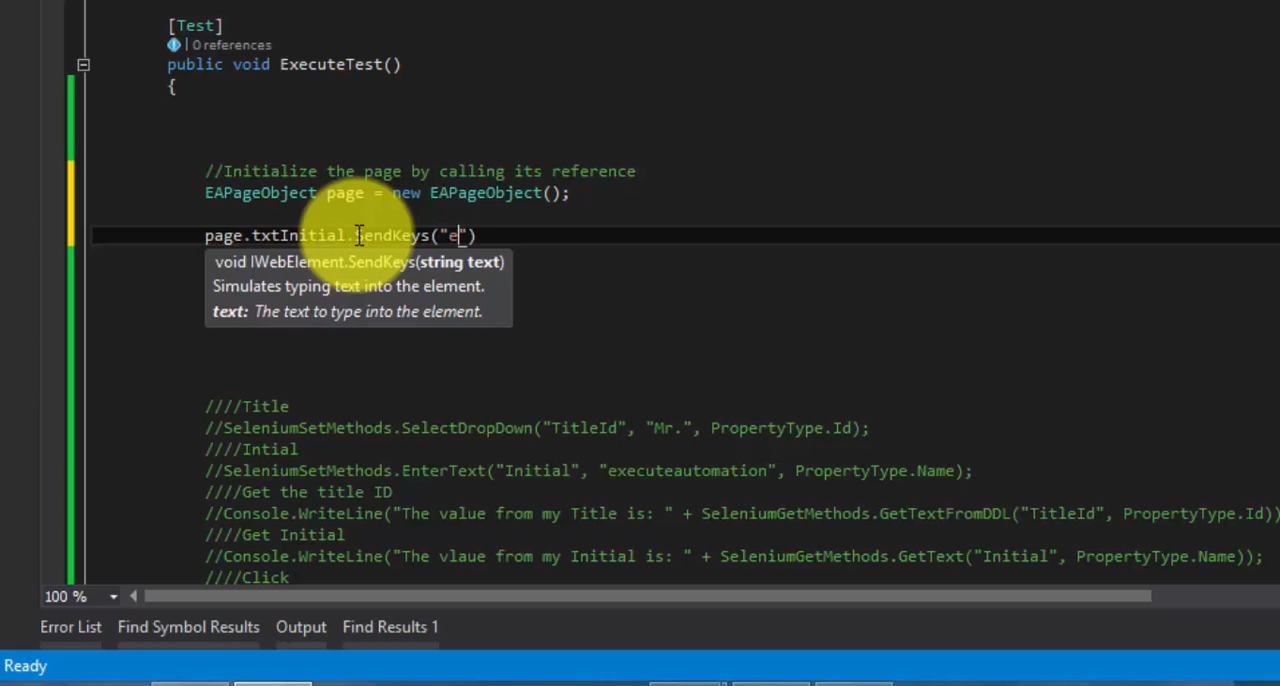 [Test]
0 references
public void ExecuteTest()
{
//Initialize the page by calling its reference
EAPageObject page = new EAPageObject();
page.txtInitial.SendKeys("e")
void IWebElement.SendKeys(string text)
Simulates typing text into the element.
text: The text to type into the element.
////Title
//SeleniumSetMethods.SelectDropDown("TitleId", "Mr.", PropertyType.Id);
////Intial
//SeleniumSetMethods.EnterText("Initial", "executeautomation", PropertyType.Name);
////Get the title ID
//Console.WriteLine("The value from my Title is: " + SeleniumGetMethods.GetTextFromDDL("TitleId", PropertyType.Id))
////Get Initial
//Console.WriteLine("The vlaue from my Initial is: " + SeleniumGetMethods.GetText("Initial", PropertyType.Name));
////Click
100 %
Error List Find Symbol Results Output Find Results 1
Ready